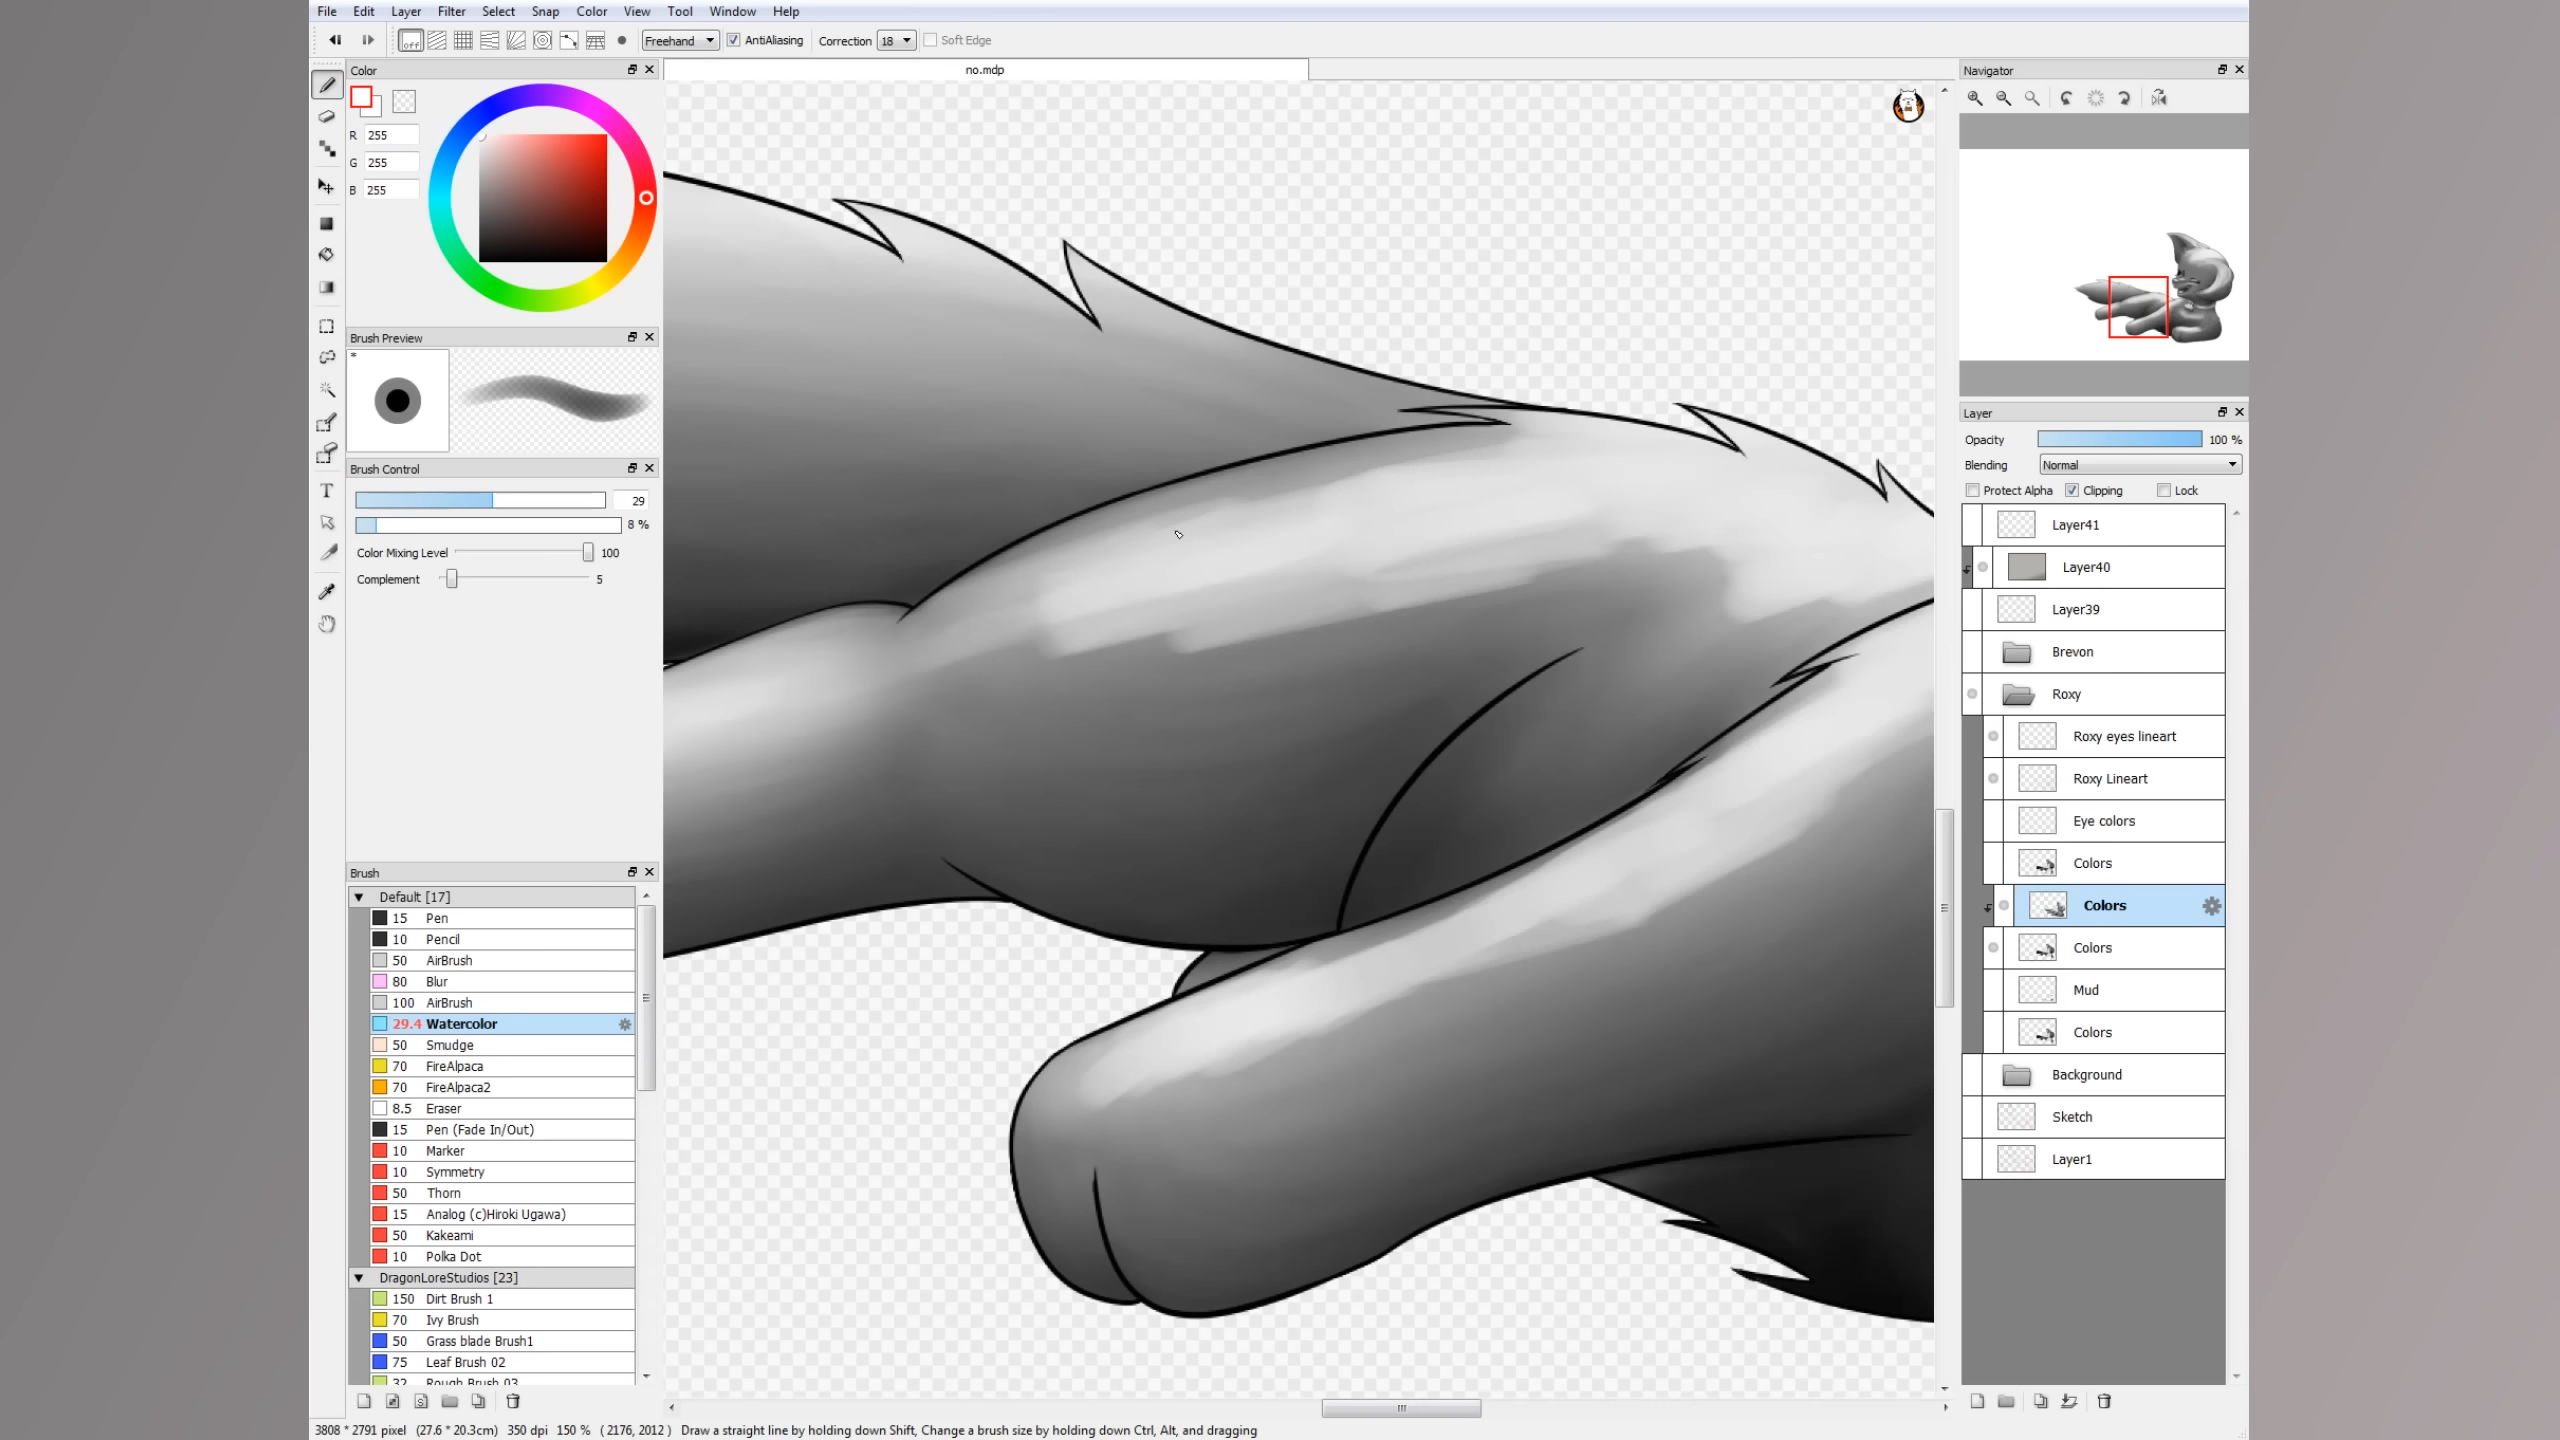 File Edit Layer Filter Select Snap Color View Tool Window Help
off Freehand AntiAliasing Correction 18 Soft Edge
Color
R 255
G 255
B 255
Brush Preview
*
Brush Control
29
8 %
Color Mixing Level 100
Complement 5
Brush
Default [17]
15 Pen
10 Pencil
50 AirBrush
80 Blur
100 AirBrush
29.4 Watercolor
50 Smudge
70 FireAlpaca
70 FireAlpaca2
8.5 Eraser
15 Pen (Fade In/Out)
10 Marker
10 Symmetry
50 Thorn
15 Analog (c)Hiroki Ugawa)
50 Kakeami
10 Polka Dot
DragonLoreStudios [23]
150 Dirt Brush 1
70 Ivy Brush
50 Grass blade Brush1
75 Leaf Brush 02
32 Rough Brush 03
no.mdp
Navigator
Layer
Opacity 100 %
Blending Normal
Protect Alpha Clipping Lock
Layer41
Layer40
Layer39
Brevon
Roxy
Roxy eyes lineart
Roxy Lineart
Eye colors
Colors
Colors
Colors
Mud
Colors
Background
Sketch
Layer1
3808 * 2791 pixel (27.6 * 20.3cm) 350 dpi 150 % ( 2176, 2012 ) Draw a straight line by holding down Shift, Change a brush size by holding down Ctrl, Alt, and dragging